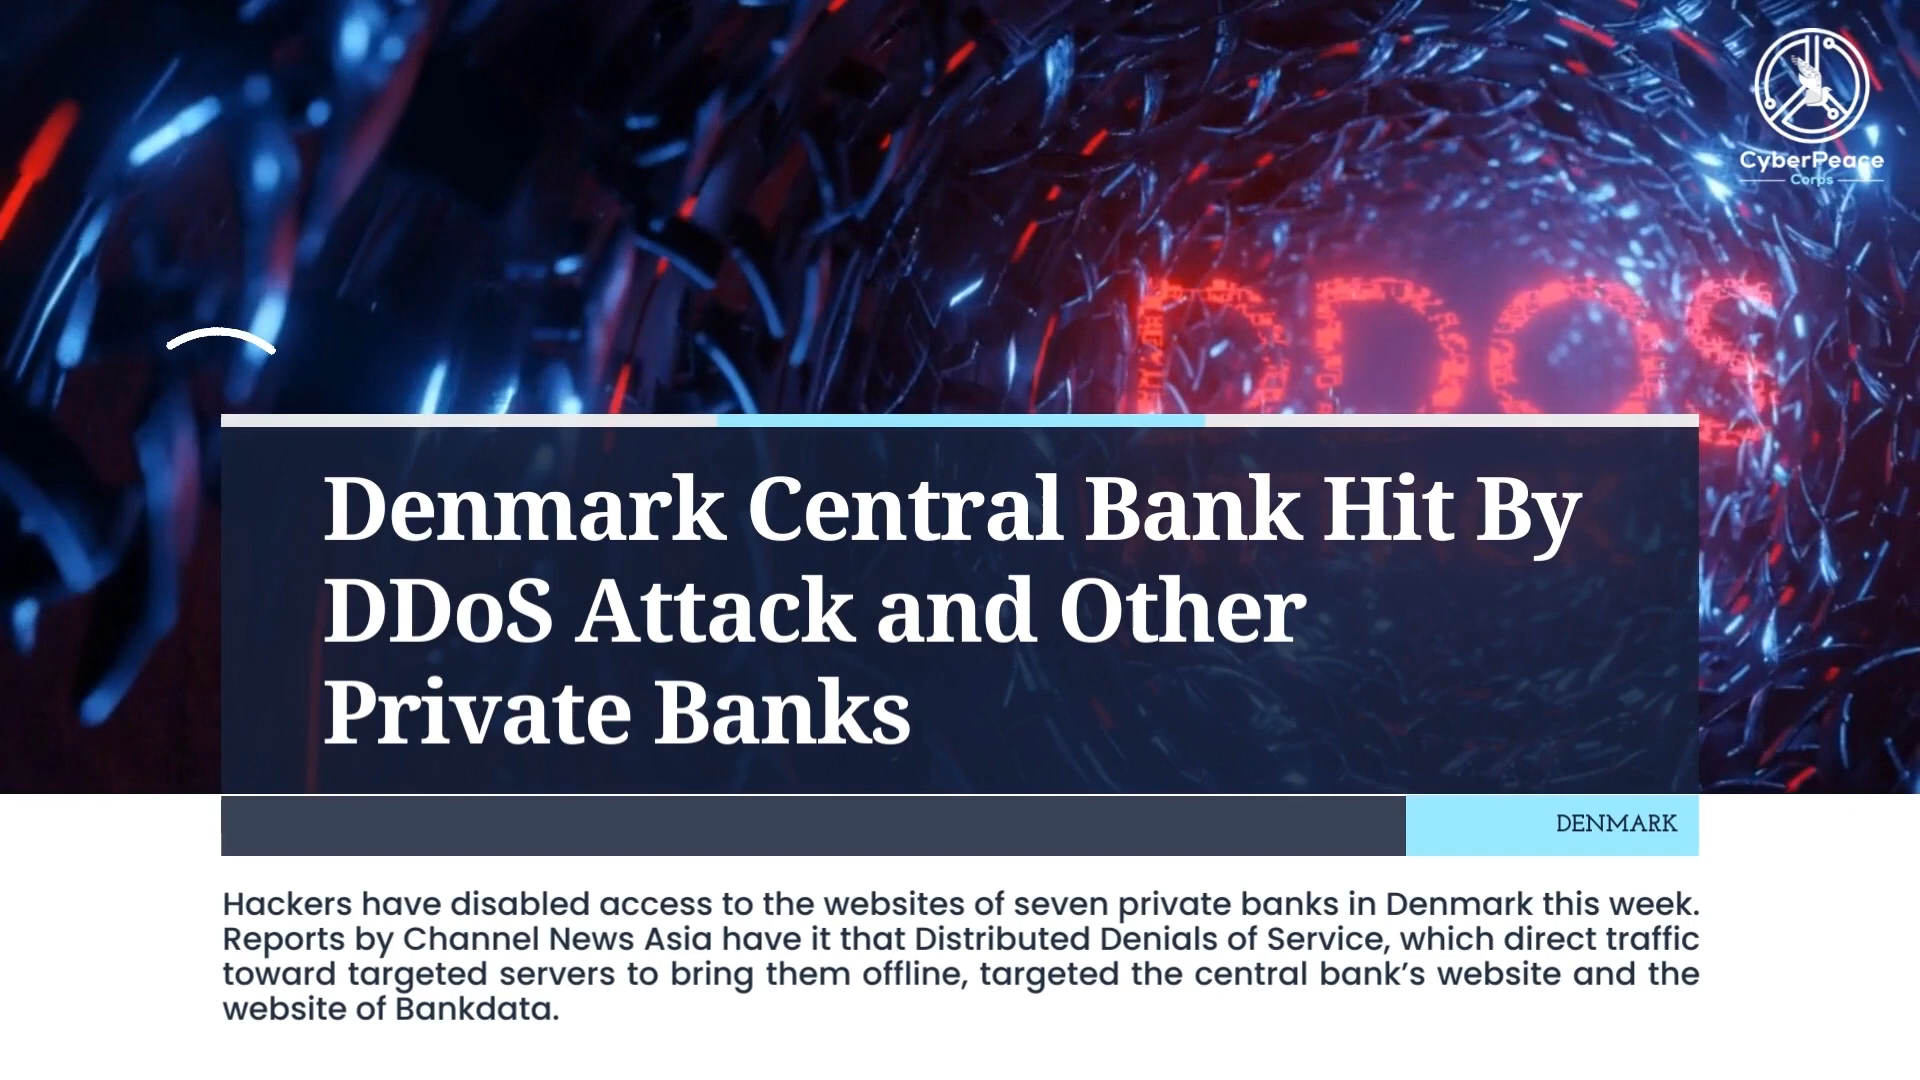 CyberPeace
Corps
DDOS
Denmark Central Bank Hit By
DDoS Attack and Other
Private Banks
DENMARK
Hackers have disabled access to the websites of seven private banks in Denmark this week.
Reports by Channel News Asia have it that Distributed Denials of Service, which direct traffic
toward targeted servers to bring them offline, targeted the central bank’s website and the
website of Bankdata.